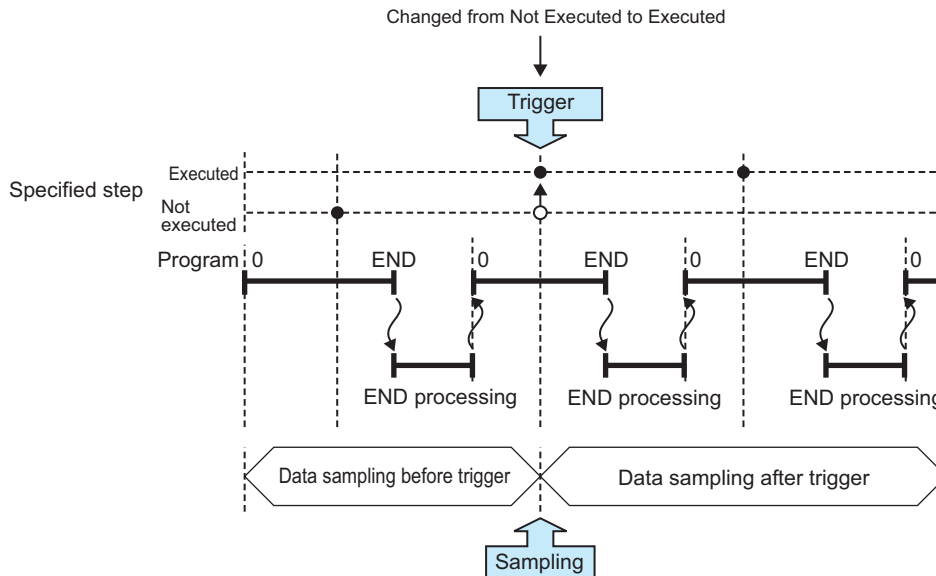 Changed from Not Executed to Executed
Trigger
Specified step
Executed
Not
executed
Program 0 END 0 END 0 END 0
END processing END processing END processing
Data sampling before trigger Data sampling after trigger
Sampling